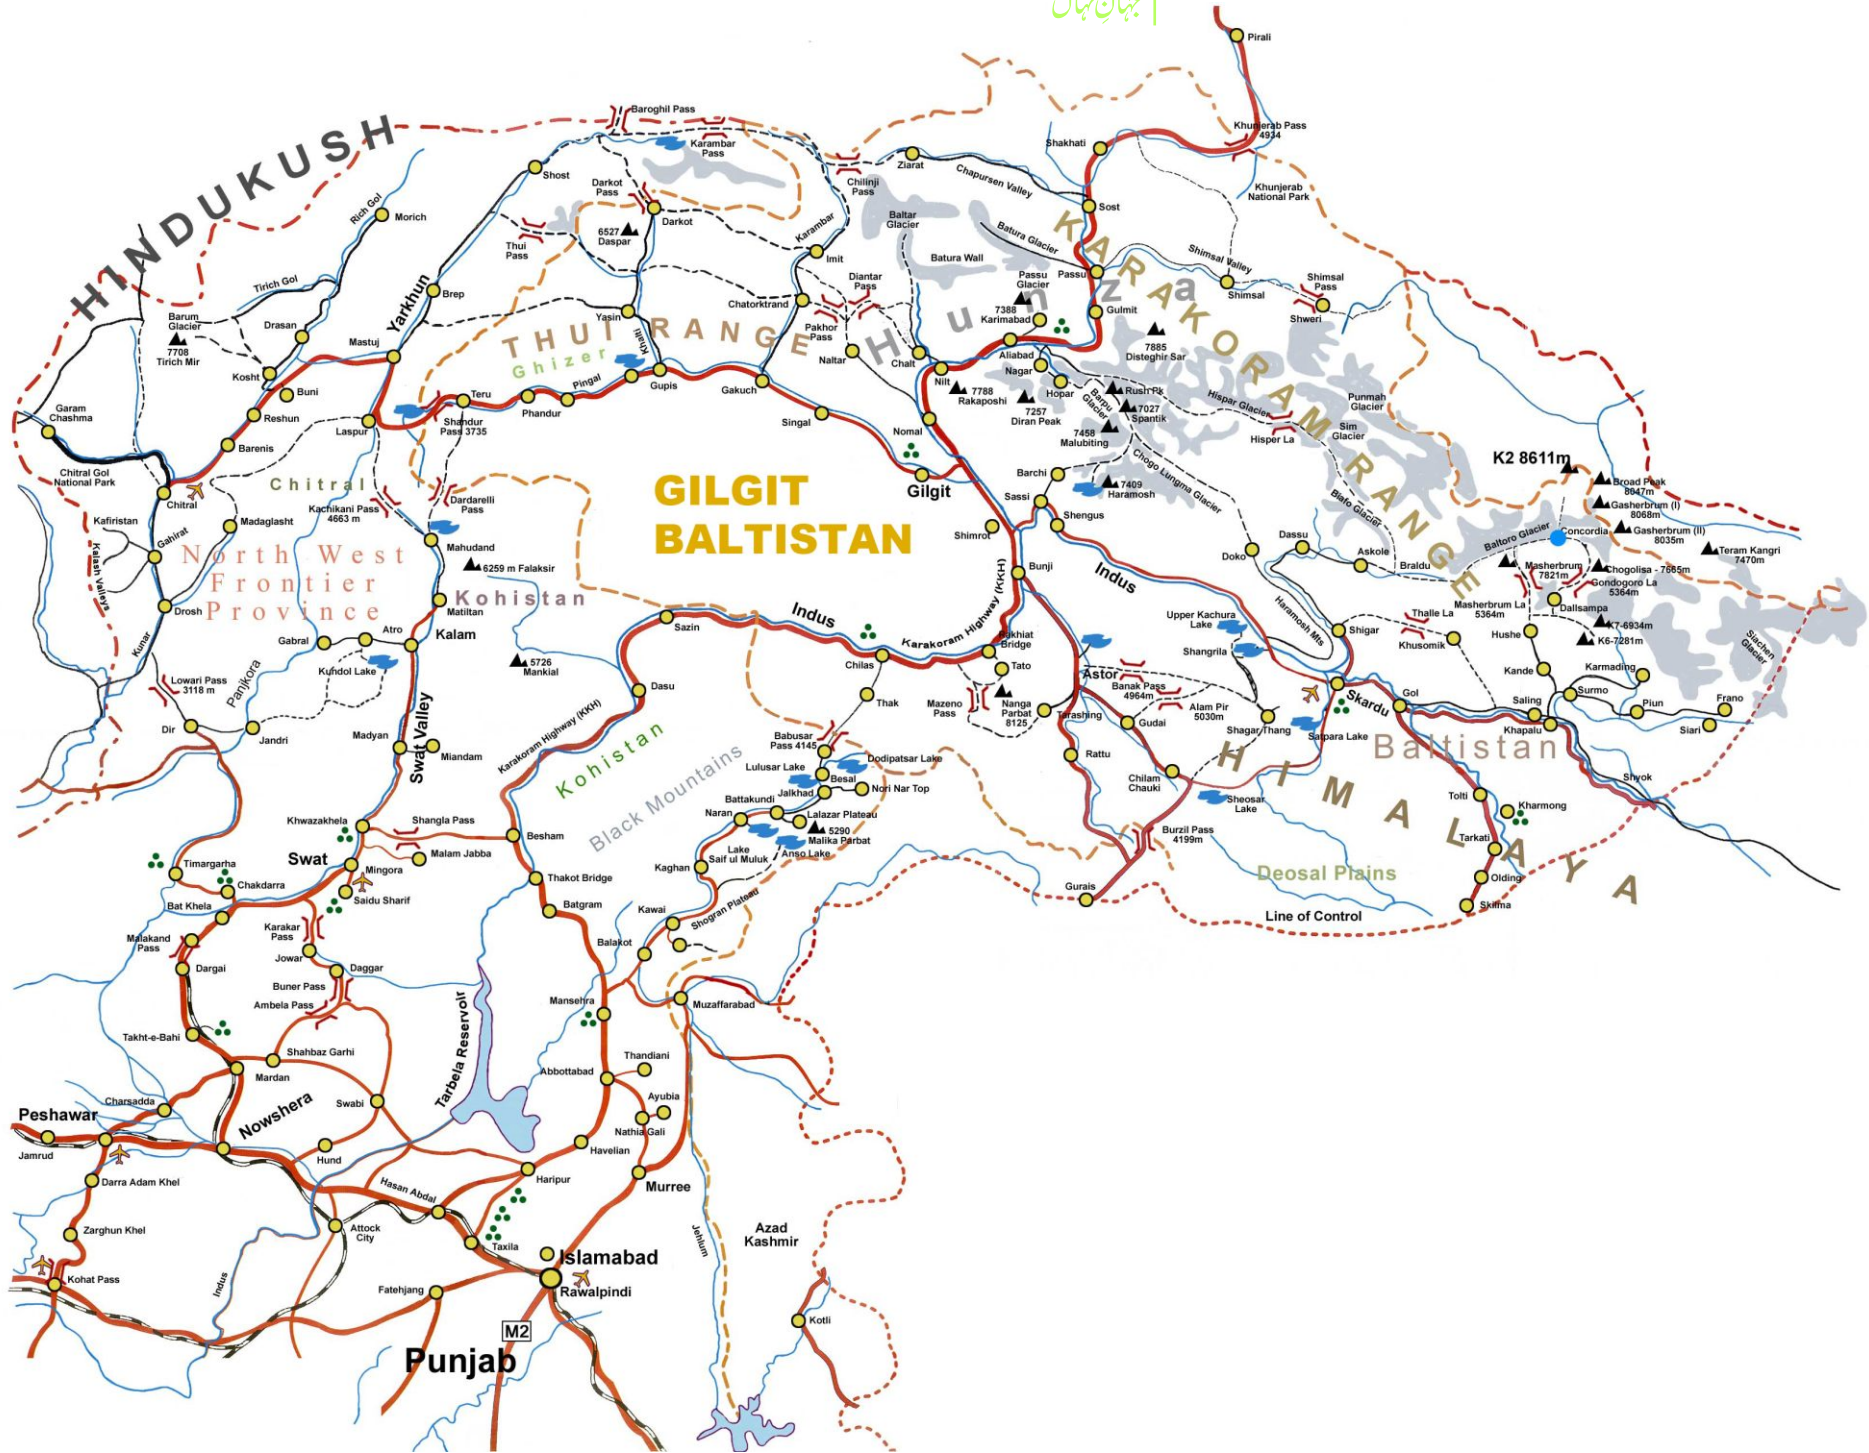 جہانِ نہاں |
Pirali
HINDUKUSH
Baroghil Pass
Karambar
Pass
Khunjerab Pass
4934
Shakhati
Ziarat
Chilinji
Pass
Chapursen Valley
Khunjerab
National Park
Shost
Darkot
Pass
Rich Gol
Morich
Darkot
6527
Daspar
Thui
Pass
Karambar
Imit
Baltar
Glacier
Sost
Batura Glacier
Batura Wall
Passu
Shimsal Valley
Shimsal
Shimsal
Pass
Shweri
KARAKORAM RANGE
Hunza
Tirich Gol
Yarkhun
Brep
Diantar
Pass
Chatorktrand
Pakhor
Pass
Passu
Glacier
7388
Karimabad
Gulmit
7885
Disteghir Sar
Barum
Glacier
7708
Tirich Mir
Drasan
Mastuj
Yasin
THUI RANGE
Ghizer
Khalti
Naltar
Chalt
Aliabad
Nagar
Nilt
Kosht
Buni
Reshun
Barenis
Laspur
Teru
Shandur
Pass 3735
Phandur
Pingal
Gupis
Gakuch
Singal
7788
Rakaposhi
7257
Diran Peak
Hopar
Barpu
Glacier
Rush Pk
7027
Spantik
7458
Malubiting
Hispar Glacier
Hisper La
Punmah
Glacier
Sim
Glacier
Garam
Chashma
Chitral Gol
National Park
Chitral
Chitral
Kachikani Pass
4663 m
Dardarelli
Pass
Nomal
Gilgit
Barchi
Sassi
7409
Haramosh
Chogo Lungma Glacier
Biafo Glacier
K2 8611m
Broad Peak
8047m
Gasherbrum (I)
8068m
Gasherbrum (II)
8035m
Teram Kangri
7470m
GILGIT
BALTISTAN
Shengus
Shimrot
Kafiristan
Gahirat
Madaglasht
North West
Frontier
Province
Kalash Valleys
Mahudand
6259 m Falaksir
Kohistan
Doko
Dassu
Askole
Braldu
Baltoro Glacier
Concordia
Masherbrum
7821m
Chogolisa - 7665m
Gondogoro La
5364m
Masherbrum La
5364m
Dallsampa
K7-6934m
K6-7281m
Siachen
Glacier
Bunji
Indus
Drosh
Matiltan
Kalam
Gabral
Atro
Kundol Lake
Kunar
Panjkora
Lowari Pass
3118 m
Sazin
Indus
Chilas
Karakoram Highway (KKH)
Rukhiat
Bridge
Tato
Upper Kachura
Lake
Shangrila
Haramosh Mts
Shigar
Thalle La
Khusomik
Hushe
Kande
Karmading
5726
Mankial
Dasu
Thak
Mazeno
Pass
Nanga
Parbat
8125
Astor
Banak Pass
4964m
Alam Pir
5030m
Tarashing
Gudai
Shagar Thang
Satpara Lake
Skardu
Gol
Saling
Khapalu
Surmo
Piun
Frano
Siari
Dir
Jandri
Madyan
Miandam
Swat Valley
Karakoram Highway (KKH)
Kohistan
Black Mountains
Babusar
Pass 4145
Lulusar Lake
Dodipatsar Lake
Besal
Jalkhad
Nori Nar Top
Rattu
Chilam
Chauki
Baltistan
HIMALAYA
Sheosar
Lake
Shyok
Tolti
Kharmong
Battakundi
Naran
Lalazar Plateau
5290
Malika Parbat
Lake
Saif ul Muluk
Anso Lake
Khwazakhela
Shangla Pass
Malam Jabba
Besham
Swat
Mingora
Kaghan
Burzil Pass
4199m
Tarkati
Olding
Skilma
Deosal Plains
Timargarha
Chakdarra
Saidu Sharif
Thakot Bridge
Bat Khela
Batgram
Kawai
Shogran Plateau
Gurais
Line of Control
Malakand
Pass
Karakar
Pass
Jowar
Daggar
Buner Pass
Ambela Pass
Dargai
Balakot
Mansehra
Muzaffarabad
Tarbela Reservoir
Takht-e-Bahi
Shahbaz Garhi
Mardan
Thandiani
Abbottabad
Charsadda
Swabi
Ayubia
Nathia Gali
Peshawar
Nowshera
Jamrud
Hund
Havelian
Darra Adam Khel
Hasan Abdal
Haripur
Murree
Zarghun Khel
Attock
City
Taxila
Islamabad
Rawalpindi
Jehlum
Azad
Kashmir
Kohat Pass
Indus
Fatehjang
M2
Kotli
Punjab